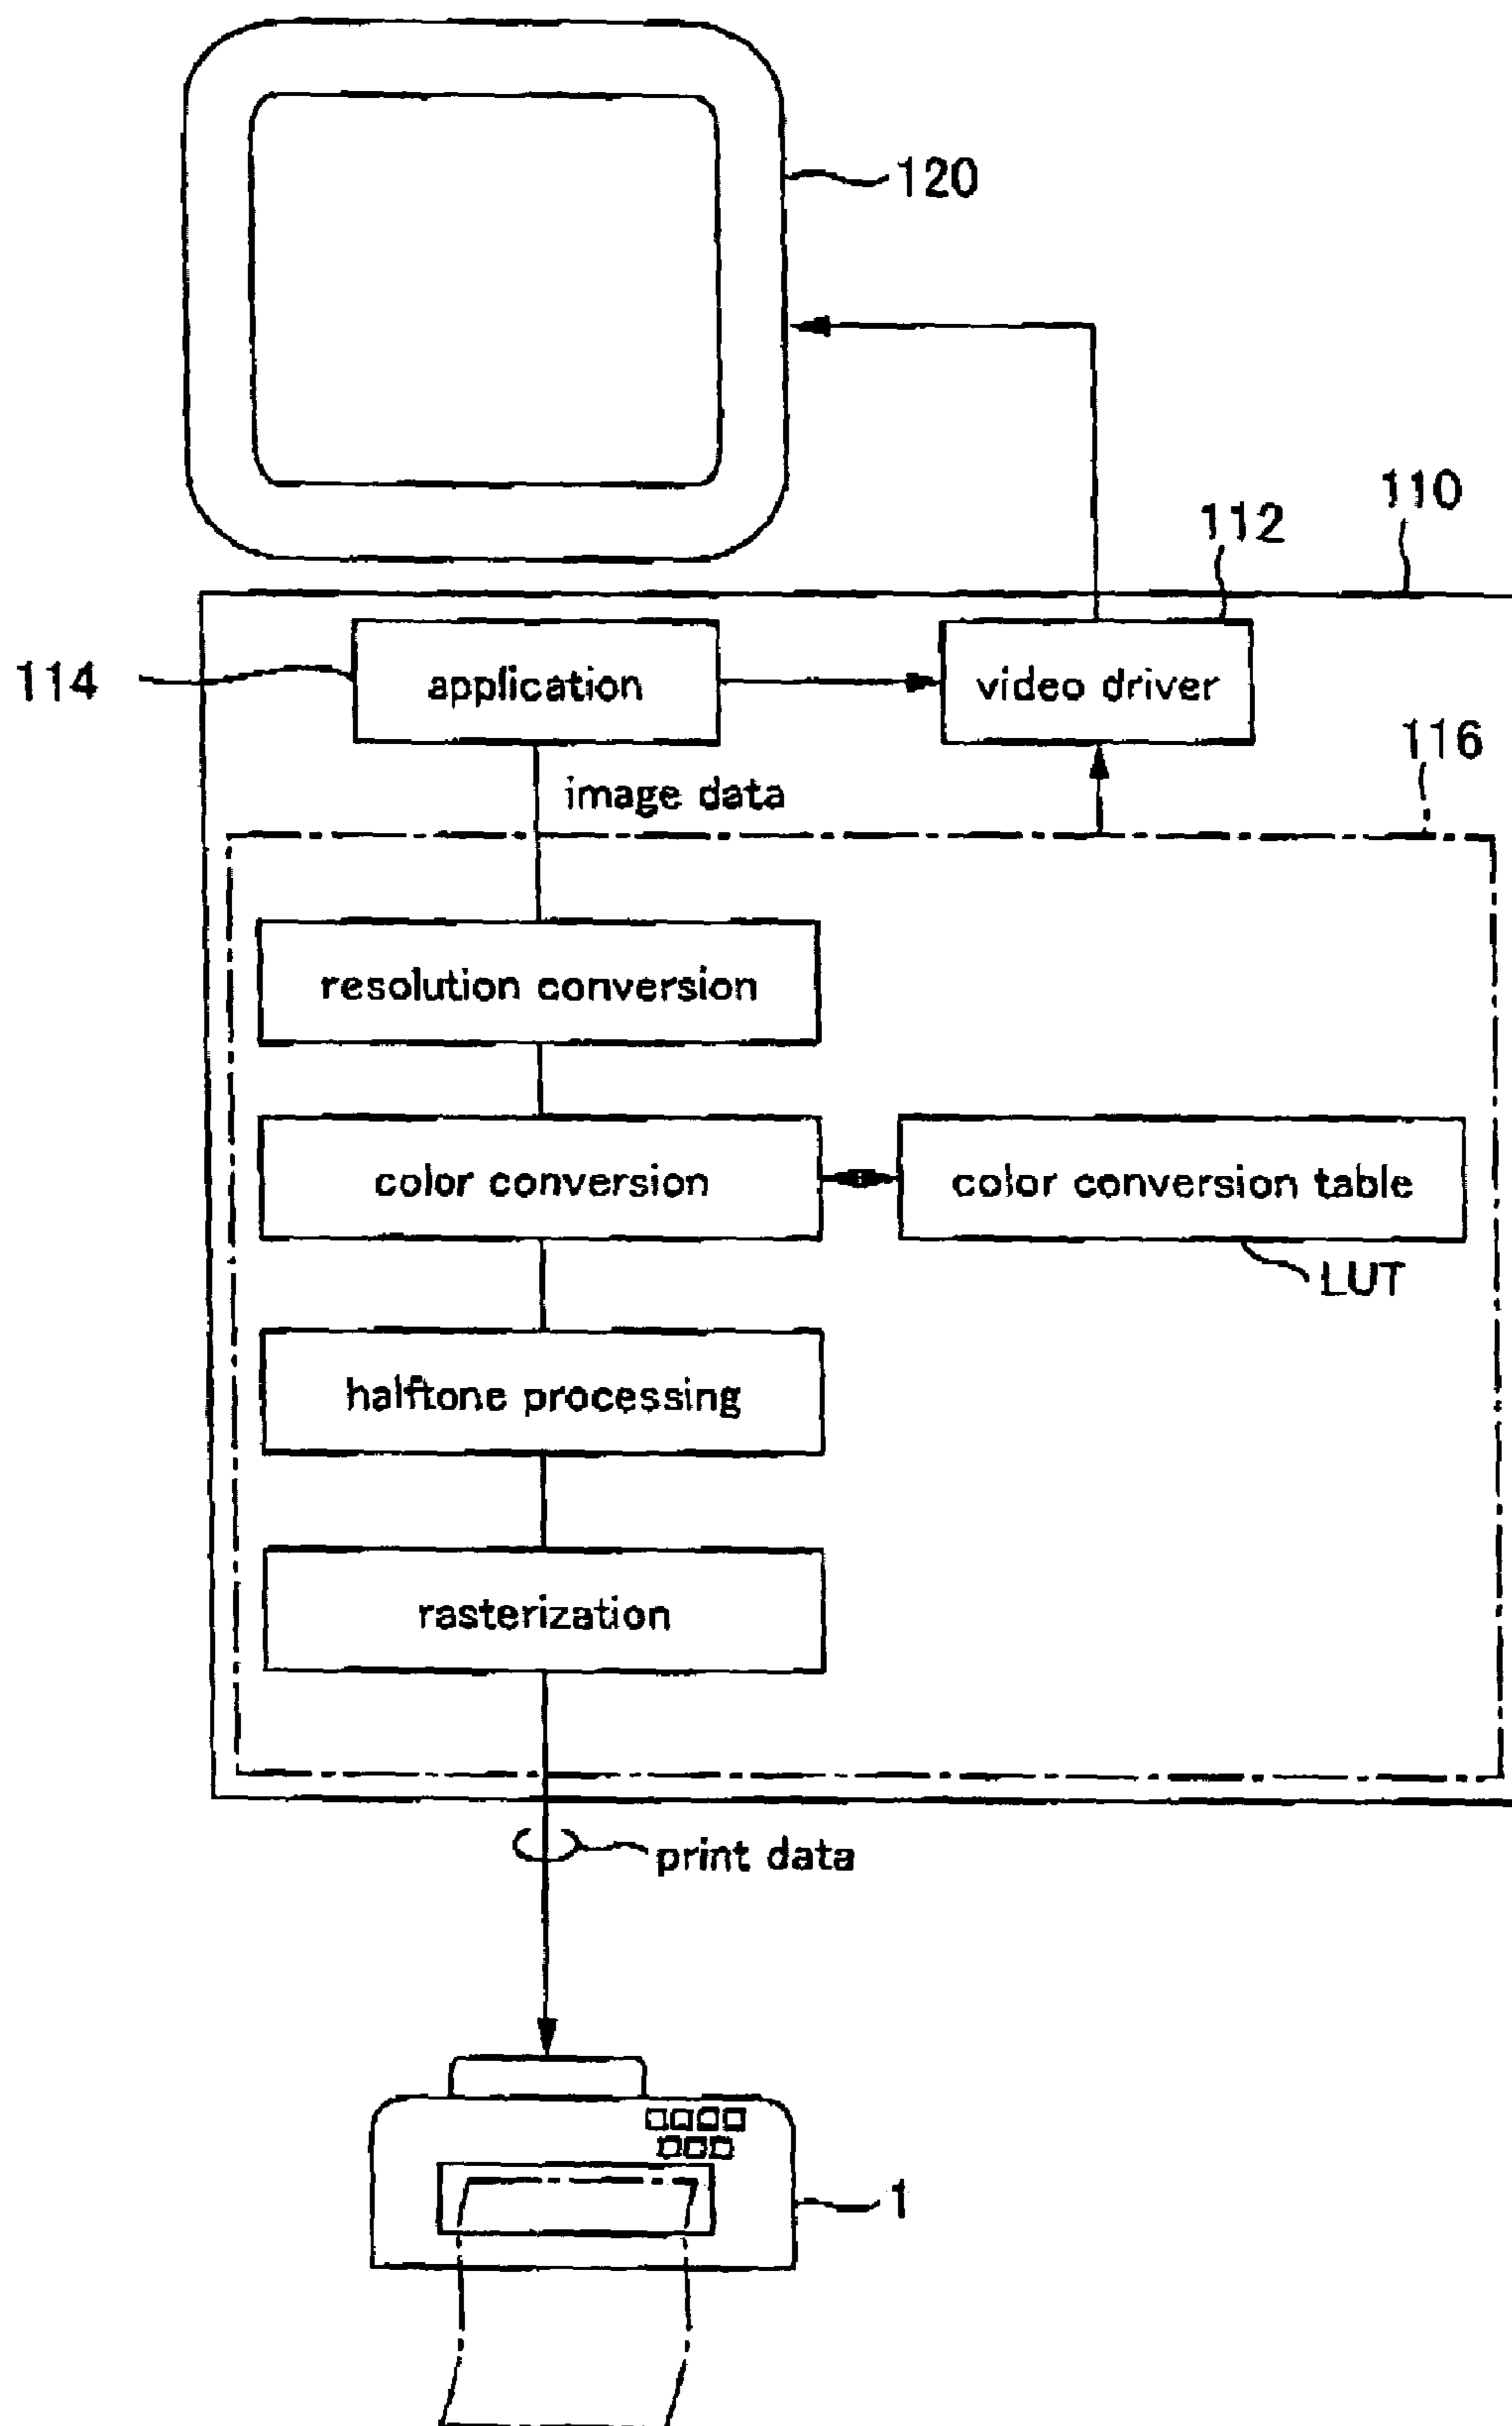 120
110
112
114
application
video driver
116
image data
resolution conversion
color conversion
color conversion table
LUT
halftone processing
rasterization
print data
1